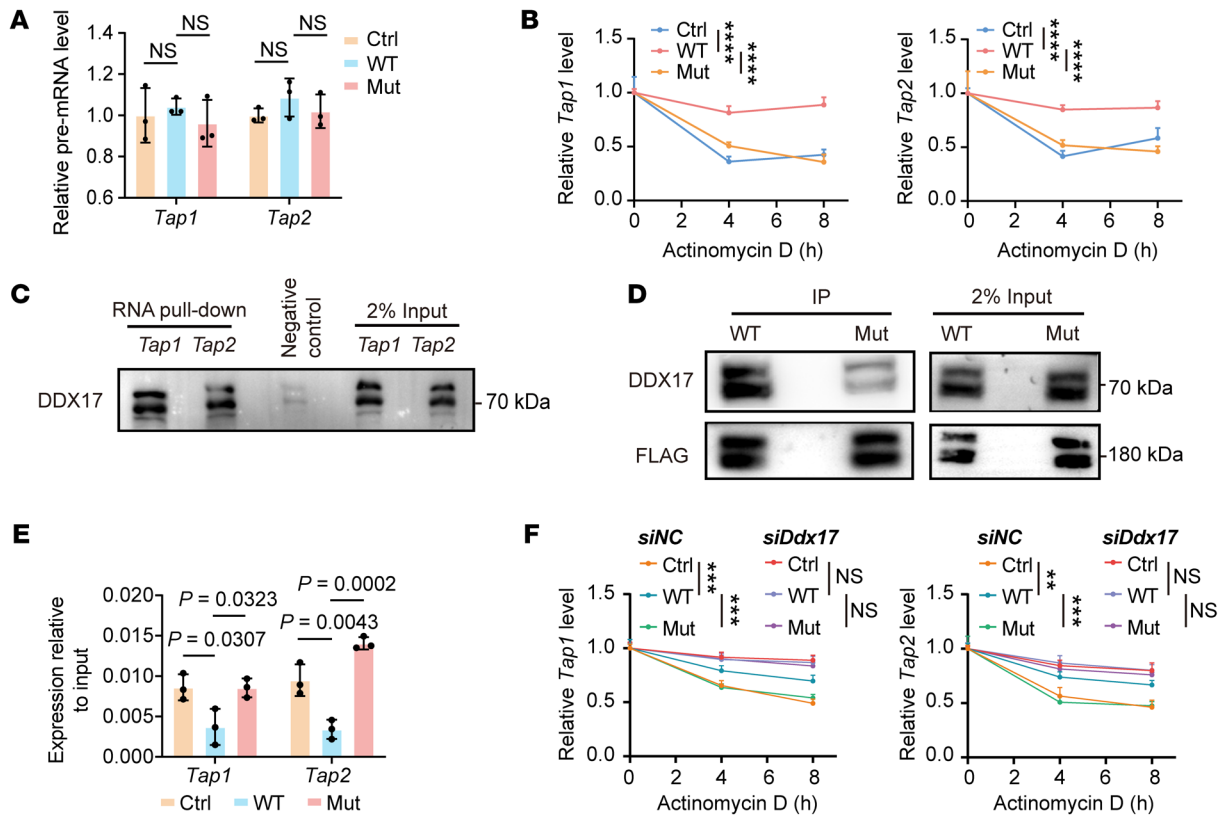 A
Relative pre-mRNA level
1.4
1.2
1.0
0.8
0.6
NS
NS
NS
NS
Ctrl
WT
Mut
Tap1
Tap2
B
Relative Tap1 level
1.5
1.0
0.5
0.0
0 2 4 6 8
Actinomycin D (h)
Ctrl
WT
Mut
****
****
Relative Tap2 level
1.5
1.0
0.5
0.0
0 2 4 6 8
Actinomycin D (h)
Ctrl
WT
Mut
****
****
C
RNA pull-down
Negative control
2% Input
Tap1 Tap2
Tap1 Tap2
DDX17
70 kDa
D
IP
2% Input
WT
Mut
WT
Mut
DDX17
70 kDa
FLAG
180 kDa
E
Expression relative
to input
0.020
0.015
0.010
0.005
0.000
P = 0.0002
P = 0.0323
P = 0.0043
P = 0.0307
Tap1
Tap2
Ctrl
WT
Mut
F
siNC
siDdx17
Ctrl
WT
Mut
***
***
Ctrl
WT
Mut
NS
NS
Relative Tap1 level
1.5
1.0
0.5
0.0
0 2 4 6 8
Actinomycin D (h)
siNC
siDdx17
Ctrl
WT
Mut
**
***
Ctrl
WT
Mut
NS
NS
Relative Tap2 level
1.5
1.0
0.5
0.0
0 2 4 6 8
Actinomycin D (h)